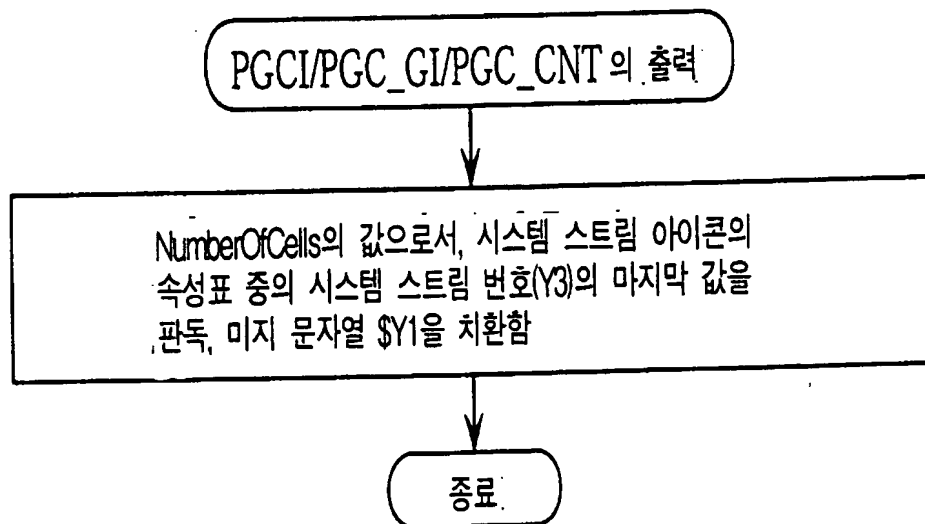 PGCI/PGC_GI/PGC_CNT의 출력
NumberOfCells의 값으로서, 시스템 스트림 아이콘의
속성표 중의 시스템 스트림 번호(Y3)의 마지막 값을
판독, 미지 문자열 $Y1을 치환함
종료